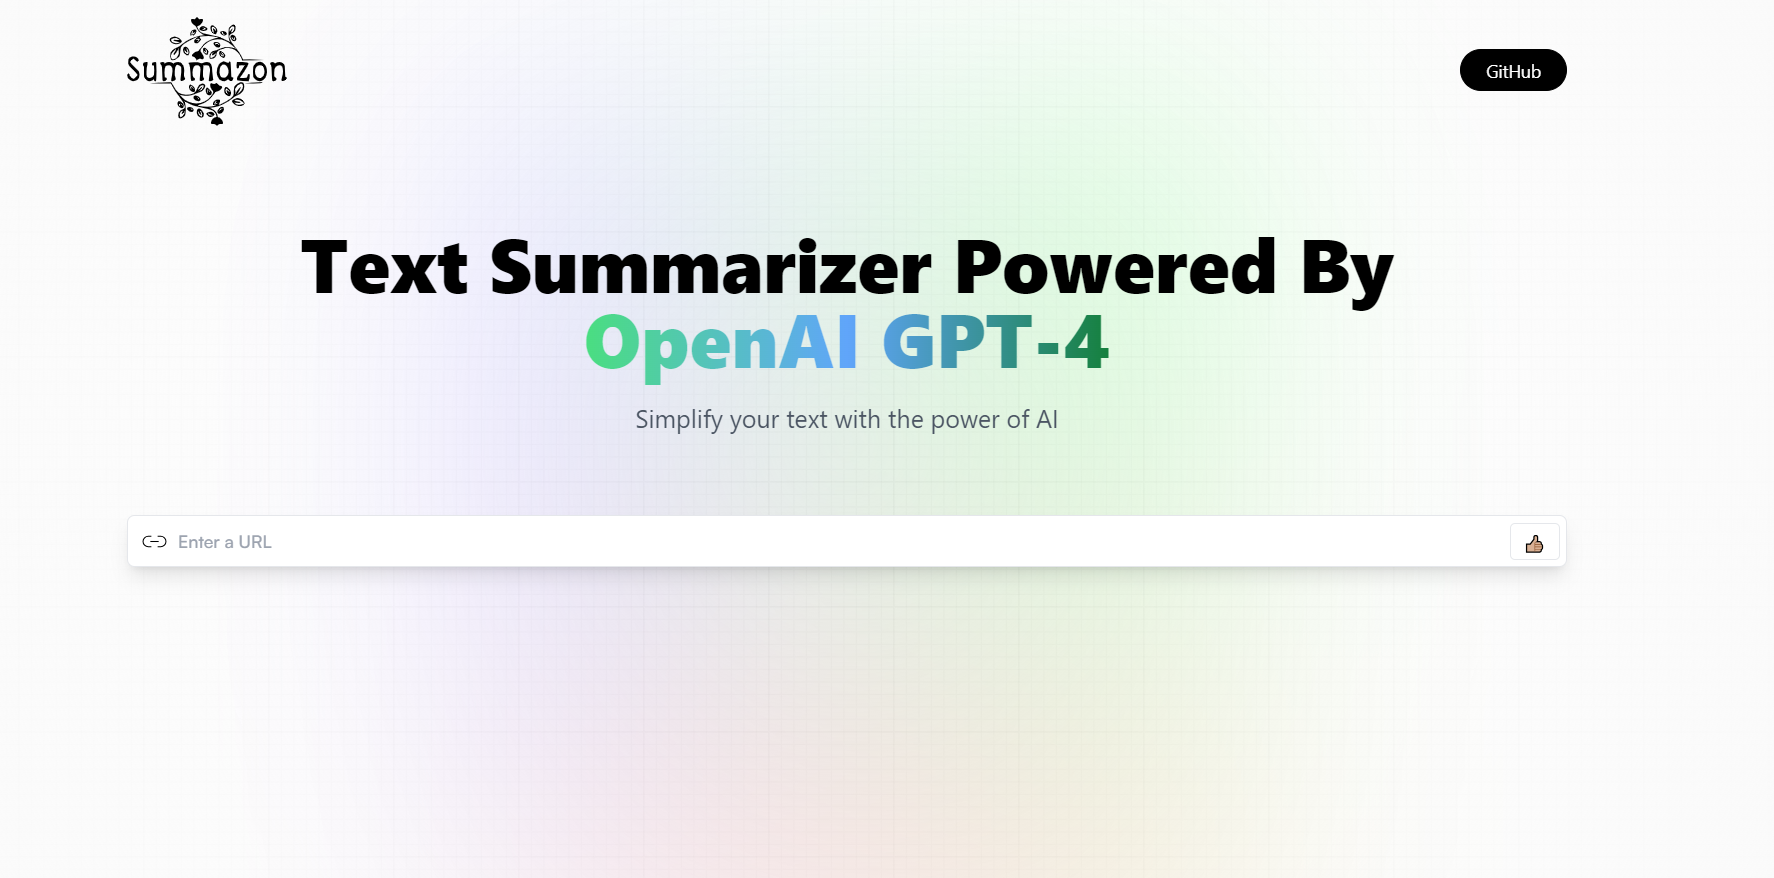 Summazon
GitHub
Text Summarizer Powered By
OpenAI GPT-4
Simplify your text with the power of AI
Enter a URL